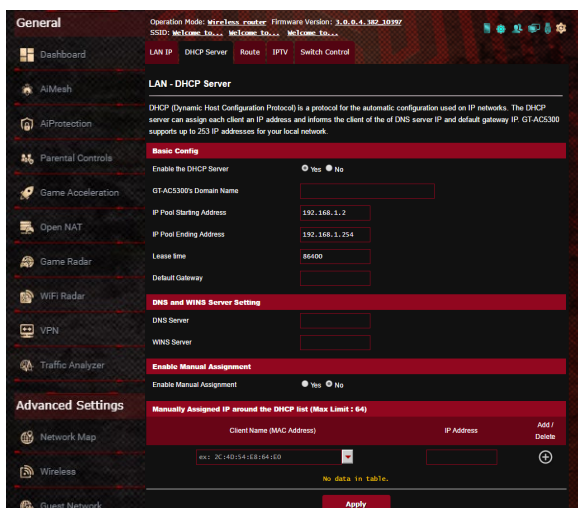 General
Operation Mode: Wireless router Firmware Version: 3.0.0.4.382_10397
SSID: Welcome to... Welcome to... Welcome to...
Dashboard
AiMesh
AiProtection
Parental Controls
Game Acceleration
Open NAT
Game Radar
WiFi Radar
VPN
Traffic Analyzer
Advanced Settings
Network Map
Wireless
Guest Network
LAN IP DHCP Server Route IPTV Switch Control
LAN - DHCP Server
DHCP (Dynamic Host Configuration Protocol) is a protocol for the automatic configuration used on IP networks. The DHCP
server can assign each client an IP address and informs the client of the of DNS server IP and default gateway IP. GT-AC5300
supports up to 253 IP addresses for your local network.
Basic Config
Enable the DHCP Server Yes No
GT-AC5300's Domain Name
IP Pool Starting Address 192.168.1.2
IP Pool Ending Address 192.168.1.254
Lease time 86400
Default Gateway
DNS and WINS Server Setting
DNS Server
WINS Server
Enable Manual Assignment
Enable Manual Assignment Yes No
Manually Assigned IP around the DHCP list (Max Limit : 64)
Client Name (MAC Address) IP Address Add / Delete
ex: 2C:4D:54:E8:64:E0
No data in table.
Apply